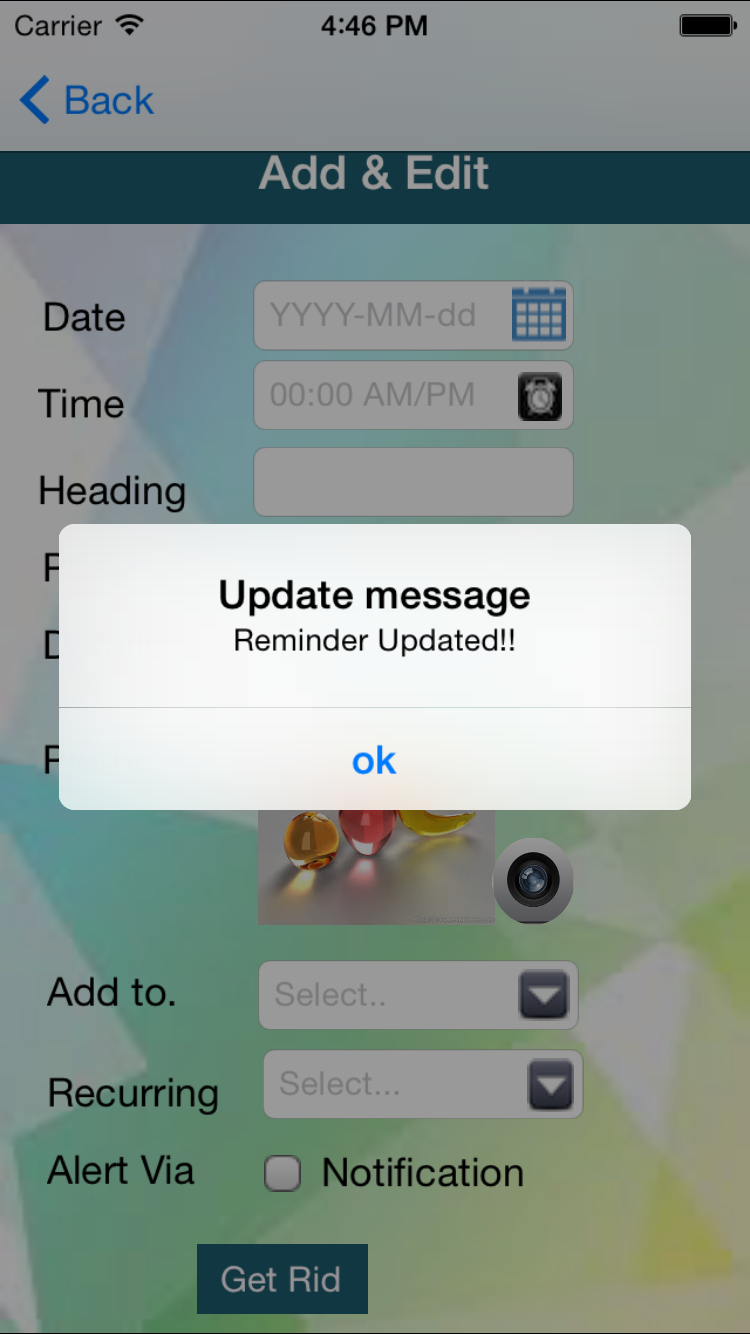 Carrier 4:46 PM
Back
Add & Edit
Date YYYY-MM-dd
Time 00:00 AM/PM
Heading
Update message
Reminder Updated!!
ok
Add to. Select..
Recurring Select...
Alert Via Notification
Get Rid